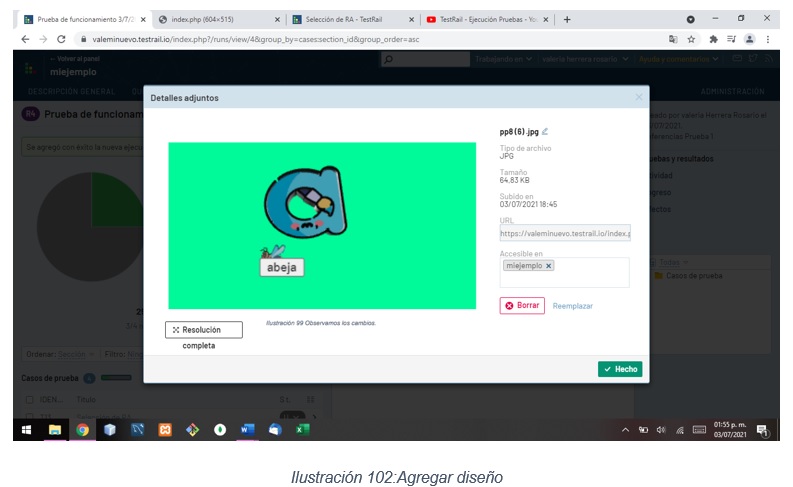 Prueba de funcionamiento 3/7/2
index.php (604×515)
Selección de RA - TestRail
TestRail - Ejecución Pruebas - Yo
valeminuevo.testrail.io/index.php?/runs/view/4&group_by=cases:section_id&group_order=asc
← Volver al panel
miejemplo
Trabajando en
valeria herrera rosario
Ayuda y comentarios
DESCRIPCIÓN GENERAL
ADMINISTRACIÓN
R4 Prueba de funcionam
Se agregó con éxito la nueva ejecu
Detalles adjuntos
abeja
Ilustración 99 Observamos los cambios.
Resolución
completa
pp8 (6) .jpg
Tipo de archivo
JPG
Tamaño
64,83 KB
Subido en
03/07/2021 18:45
URL
https://valeminuevo.testrail.io/index.p
Accesible en
miejemplo
Borrar
Reemplazar
Hecho
ado por valeria Herrera Rosario el
/07/2021.
ferencias Prueba 1
uebas y resultados
tividad
ogreso
fectos
Todas
Casos de prueba
Ordenar: Sección
Filtro: Ning
Casos de prueba
IDEN...
Título
01:55 p. m.
03/07/2021
Ilustración 102:Agregar diseño